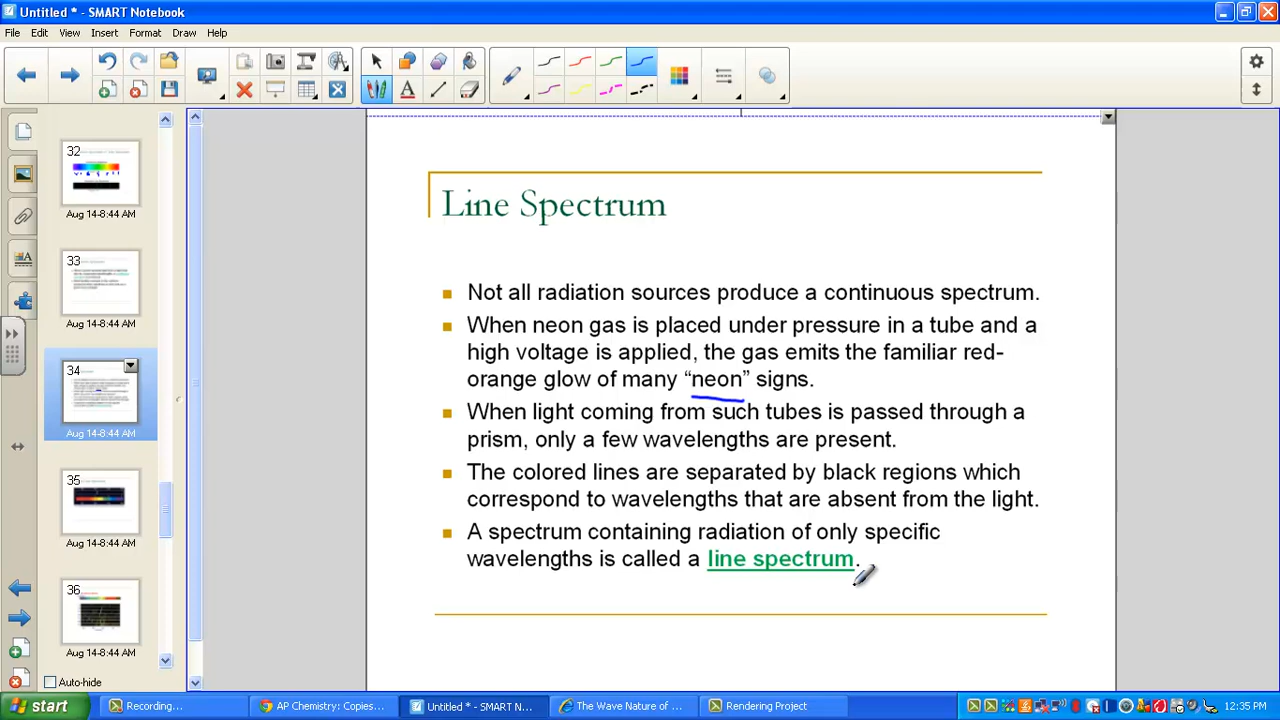 Untitled * - SMART Notebook
File Edit View Insert Format Draw Help
32
Aug 14-8:44 AM
33
Aug 14-8:44 AM
34
Aug 14-8:44 AM
35
Aug 14-8:44 AM
36
Aug 14-8:44 AM
Auto-hide
Line Spectrum
Not all radiation sources produce a continuous spectrum.
When neon gas is placed under pressure in a tube and a
high voltage is applied, the gas emits the familiar red-
orange glow of many “neon” signs.
When light coming from such tubes is passed through a
prism, only a few wavelengths are present.
The colored lines are separated by black regions which
correspond to wavelengths that are absent from the light.
A spectrum containing radiation of only specific
wavelengths is called a line spectrum.
start Recording... AP Chemistry: Copies... Untitled * - SMART N... The Wave Nature of ... Rendering Project 12:35 PM